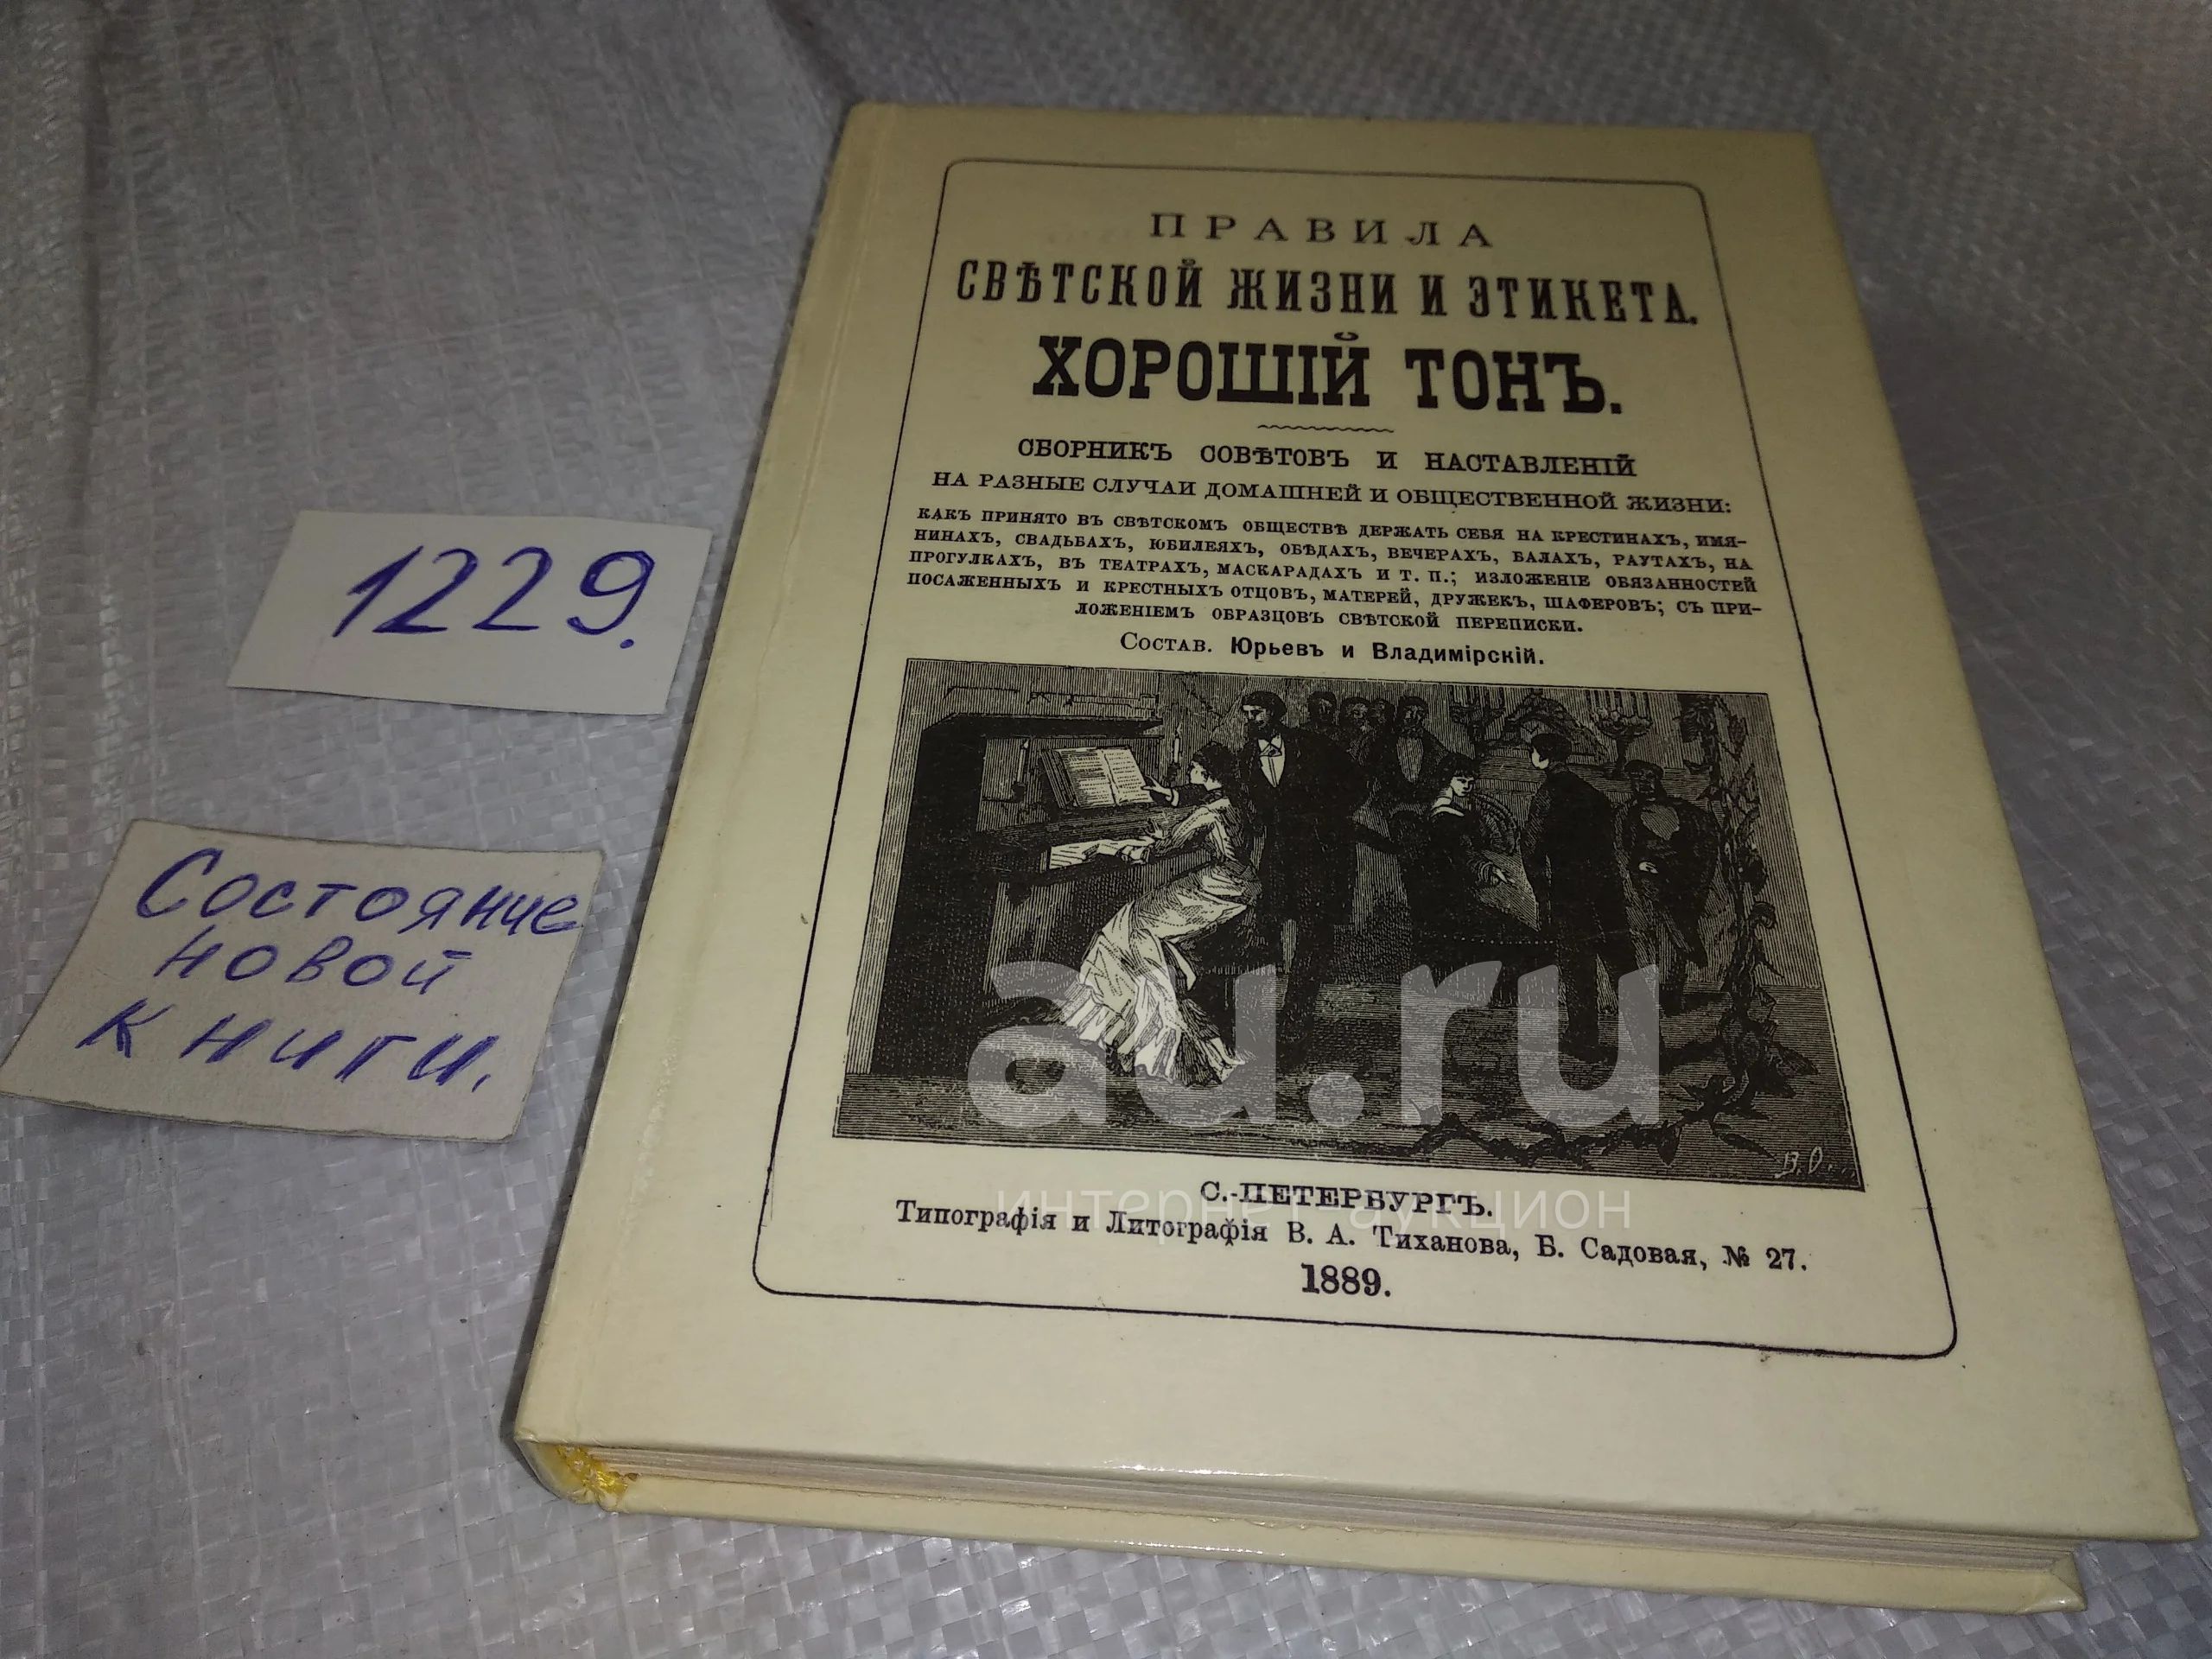 ПРАВИЛА
СВѢТСКОЙ ЖИЗНИ И ЭТИКЕТА.
ХОРОШІЙ ТОНЪ.
СБОРНИКЪ СОВѢТОВЪ И НАСТАВЛЕНІЙ
НА РАЗНЫЕ СЛУЧАИ ДОМАШНЕЙ И ОБЩЕСТВЕННОЙ ЖИЗНИ:
КАКЪ ПРИНЯТО ВЪ СВѢТСКОМЪ ОБЩЕСТВѢ ДЕРЖАТЬ СЕБЯ НА КРЕСТИНАХЪ, ИМЯ-
НИНАХЪ, СВАДЬБАХЪ, ЮБИЛЕЯХЪ, ОБѢДАХЪ, ВЕЧЕРАХЪ, БАЛАХЪ, РАУТАХЪ, НА
ПРОГУЛКАХЪ, ВЪ ТЕАТРАХЪ, МАСКАРАДАХЪ И Т. П.; ИЗЛОЖЕНІЕ ОБЯЗАННОСТЕЙ
ПОСАЖЕННЫХЪ И КРЕСТНЫХЪ ОТЦОВЪ, МАТЕРЕЙ, ДРУЖЕКЪ, ШАФЕРОВЪ; СЪ ПРИ-
ЛОЖЕНІЕМЪ ОБРАЗЦОВЪ СВѢТСКОЙ ПЕРЕПИСКИ.
СОСТАВ. Юрьевъ и Владимірскій.
В.О.
С.-ПЕТЕРБУРГЪ.
Типографія и Литографія В. А. Тиханова, Б. Садовая, № 27.
1889.
1229.
Состояние
новой
книги.
au.ru
интернет-аукцион